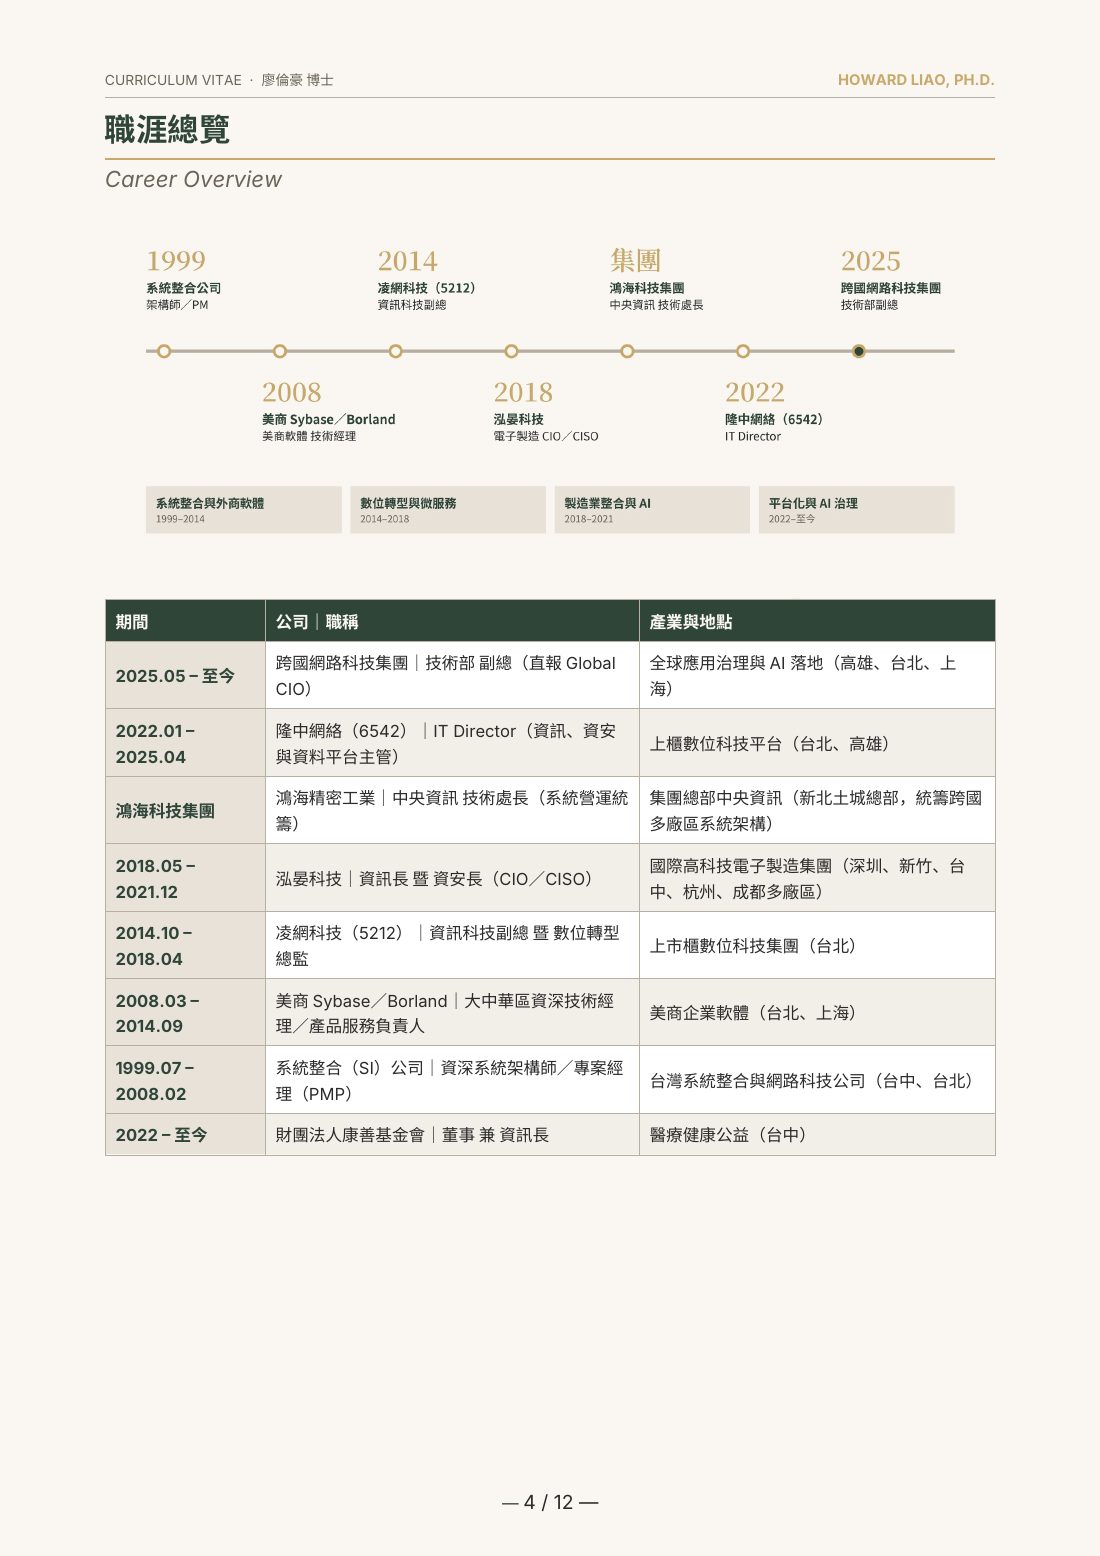 CURRICULUM VITAE · 廖倫豪 博士
HOWARD LIAO, PH.D.
職涯總覽
Career Overview
1999
系統整合公司
架構師／PM
2014
凌網科技（5212）
資訊科技副總
集團
鴻海科技集團
中央資訊 技術處長
2025
跨國網路科技集團
技術部副總
2008
美商 Sybase／Borland
美商軟體 技術經理
2018
泓晏科技
電子製造 CIO／CISO
2022
隆中網絡（6542）
IT Director
系統整合與外商軟體
1999–2014
數位轉型與微服務
2014–2018
製造業整合與 AI
2018–2021
平台化與 AI 治理
2022–至今
期間
公司｜職稱
產業與地點
2025.05 – 至今
跨國網路科技集團｜技術部 副總（直報 Global
CIO）
全球應用治理與 AI 落地（高雄、台北、上
海）
2022.01 –
2025.04
隆中網絡（6542）｜IT Director（資訊、資安
與資料平台主管）
上櫃數位科技平台（台北、高雄）
鴻海科技集團
鴻海精密工業｜中央資訊 技術處長（系統營運統
籌）
集團總部中央資訊（新北土城總部，統籌跨國
多廠區系統架構）
2018.05 –
2021.12
泓晏科技｜資訊長 暨 資安長（CIO／CISO）
國際高科技電子製造集團（深圳、新竹、台
中、杭州、成都多廠區）
2014.10 –
2018.04
凌網科技（5212）｜資訊科技副總 暨 數位轉型
總監
上市櫃數位科技集團（台北）
2008.03 –
2014.09
美商 Sybase／Borland｜大中華區資深技術經
理／產品服務負責人
美商企業軟體（台北、上海）
1999.07 –
2008.02
系統整合（SI）公司｜資深系統架構師／專案經
理（PMP）
台灣系統整合與網路科技公司（台中、台北）
2022 – 至今
財團法人康善基金會｜董事 兼 資訊長
醫療健康公益（台中）
— 4 / 12 —